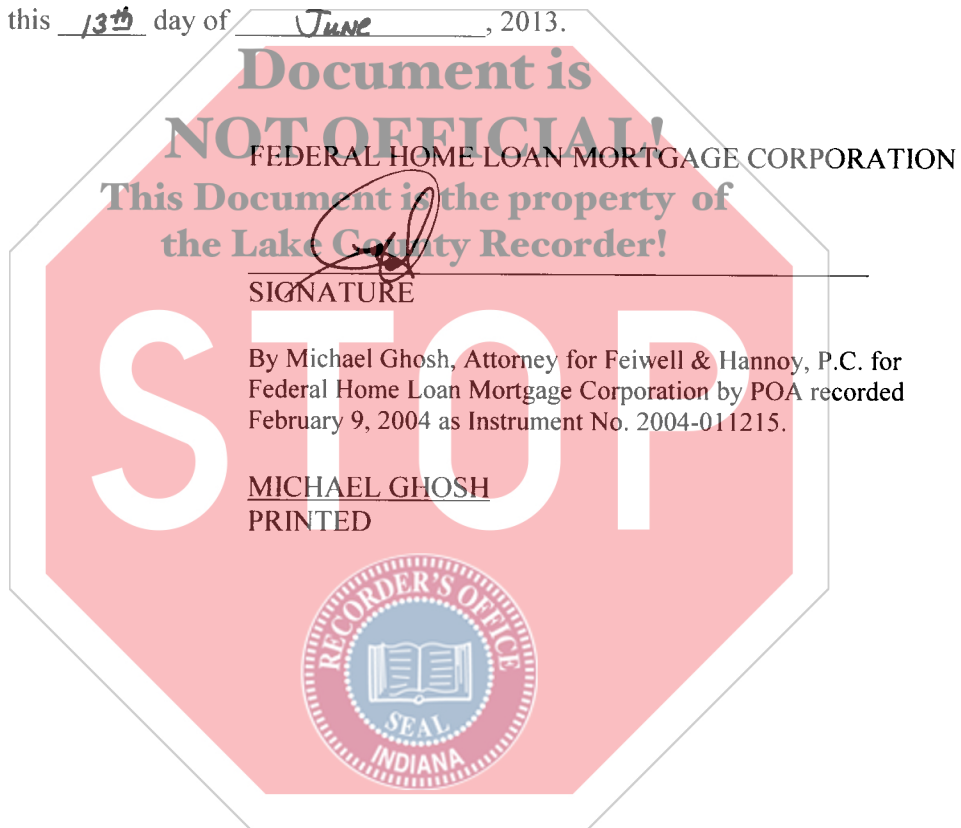 this 13th day of June, 2013.
Document is
NOT OFFICIAL!
FEDERAL HOME LOAN MORTGAGE CORPORATION
This Document is the property of
the Lake County Recorder!
SIGNATURE
STOP
By Michael Ghosh, Attorney for Feiwell & Hannoy, P.C. for
Federal Home Loan Mortgage Corporation by POA recorded
February 9, 2004 as Instrument No. 2004-011215.
MICHAEL GHOSH
PRINTED
RECORDER'S OFFICE
SEAL
INDIANA